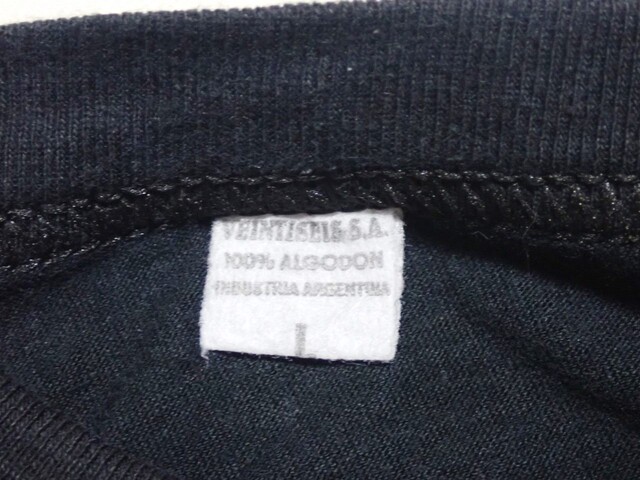 VEINTISEIS S.A.
100% ALGODON
INDUSTRIA ARGENTINA